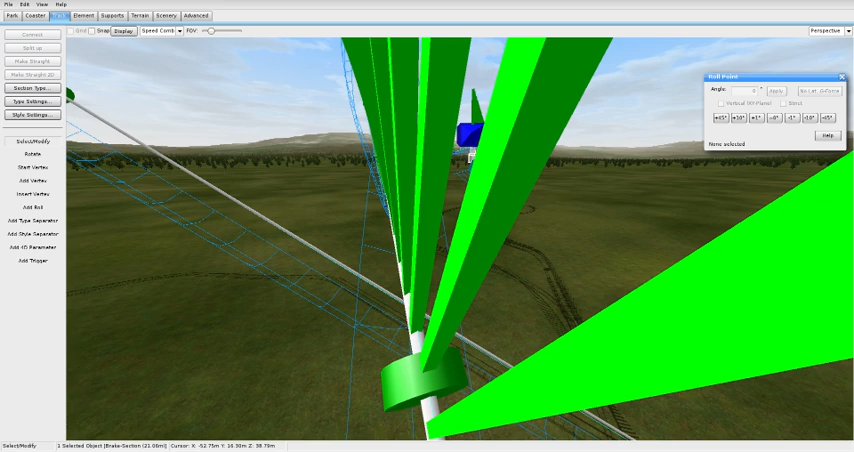 File Edit View Help
Park Coaster Track Element Supports Terrain Scenery Advanced
Grid Snap Display Speed Comb FOV: Perspective
Connect
Split up
Make Straight
Make Straight 2D
Section Type...
Type Settings...
Style Settings...
Select/Modify
Rotate
Start Vertex
Add Vertex
Insert Vertex
Add Roll
Add Type Separator
Add Style Separator
Add 4D Parameter
Add Trigger
Roll Point
Angle: 0 ° Apply No Lat. G-Force
Vertical (XY-Plane) Strict
+45° +10° +1° ~0° -1° -10° -45°
Help
None selected
Select/Modify 1 Selected Object [Brake-Section (21.06m)] Cursor: X: -52.75m Y: 16.30m Z: 38.79m